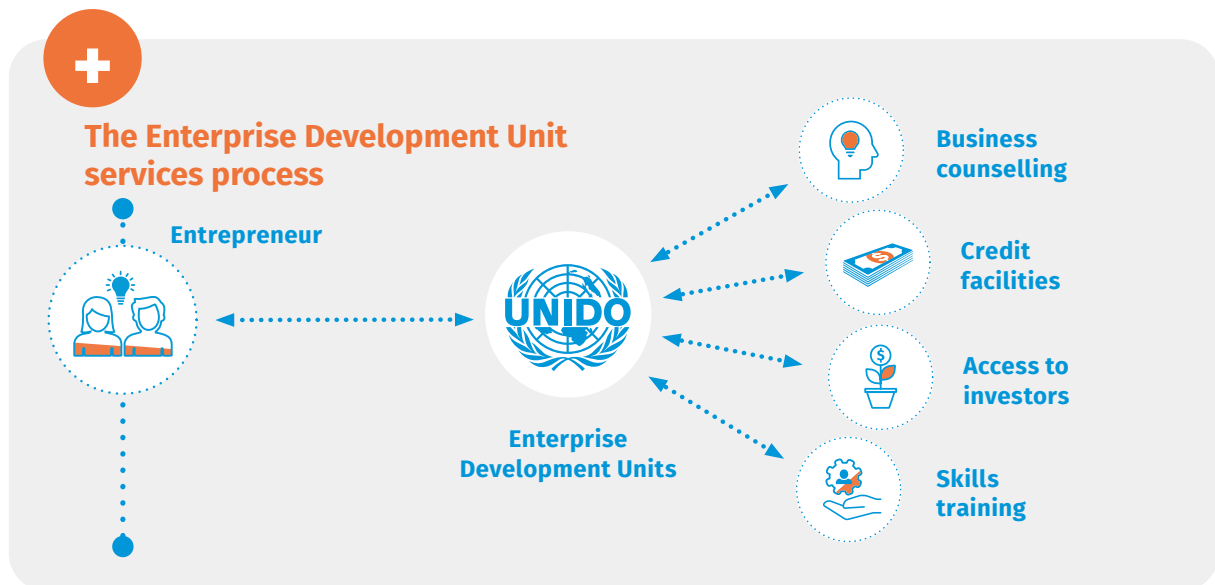 The Enterprise Development Unit
services process
Entrepreneur
UNIDO
Enterprise
Development Units
Business
counselling
$
Credit
facilities
$
Access to
investors
Skills
training